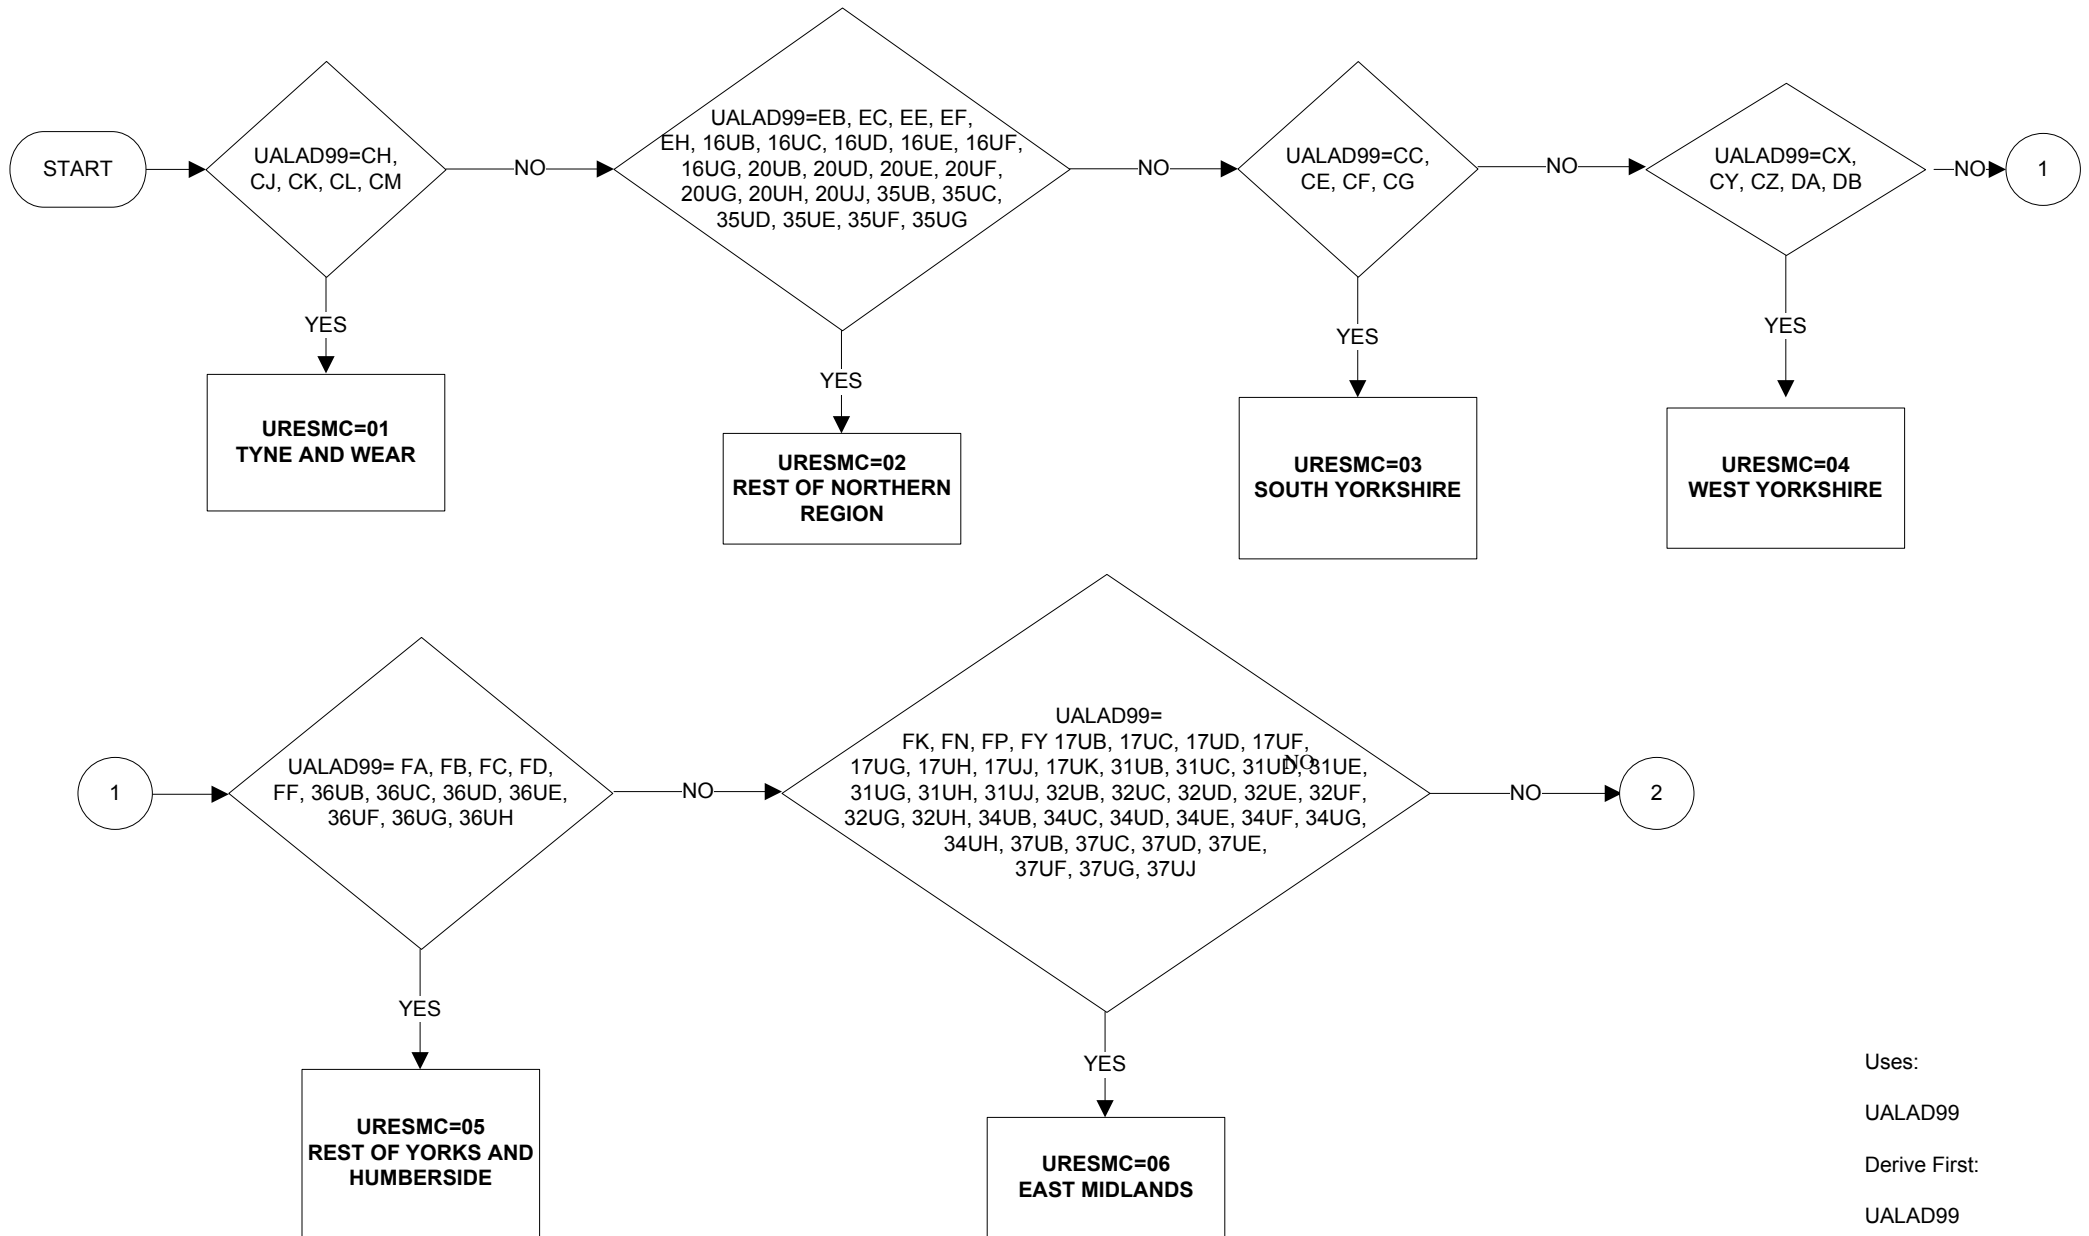 START
UALAD99=CH,
CJ, CK, CL, CM
NO
UALAD99=EB, EC, EE, EF,
EH, 16UB, 16UC, 16UD, 16UE, 16UF,
16UG, 20UB, 20UD, 20UE, 20UF,
20UG, 20UH, 20UJ, 35UB, 35UC,
35UD, 35UE, 35UF, 35UG
NO
UALAD99=CC,
CE, CF, CG
NO
UALAD99=CX,
CY, CZ, DA, DB
NO
1
YES
YES
YES
YES
URESMC=01
TYNE AND WEAR
URESMC=02
REST OF NORTHERN
REGION
URESMC=03
SOUTH YORKSHIRE
URESMC=04
WEST YORKSHIRE
1
UALAD99= FA, FB, FC, FD,
FF, 36UB, 36UC, 36UD, 36UE,
36UF, 36UG, 36UH
NO
UALAD99=
FK, FN, FP, FY 17UB, 17UC, 17UD, 17UF,
17UG, 17UH, 17UJ, 17UK, 31UB, 31UC, 31UD, 31UE,
NO
31UG, 31UH, 31UJ, 32UB, 32UC, 32UD, 32UE, 32UF,
32UG, 32UH, 34UB, 34UC, 34UD, 34UE, 34UF, 34UG,
34UH, 37UB, 37UC, 37UD, 37UE,
37UF, 37UG, 37UJ
NO
2
YES
YES
URESMC=05
REST OF YORKS AND
HUMBERSIDE
URESMC=06
EAST MIDLANDS
Uses:
UALAD99
Derive First:
UALAD99